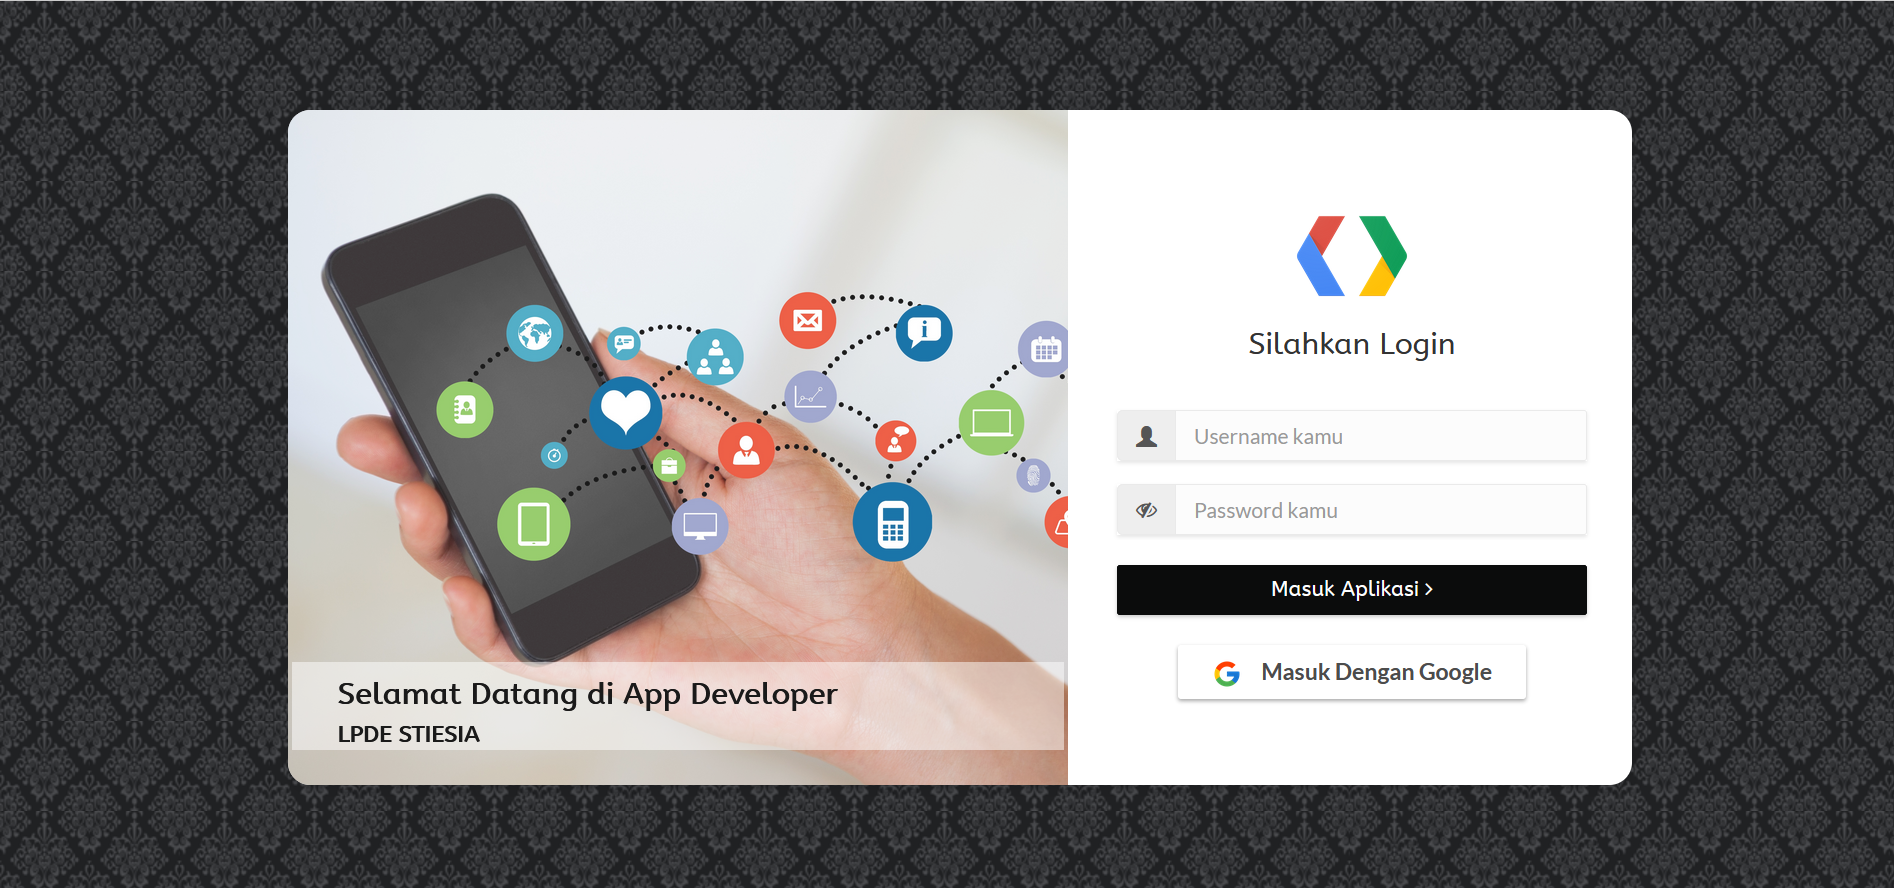 Selamat Datang di App Developer
LPDE STIESIA
Silahkan Login
Username kamu
Password kamu
Masuk Aplikasi >
Masuk Dengan Google